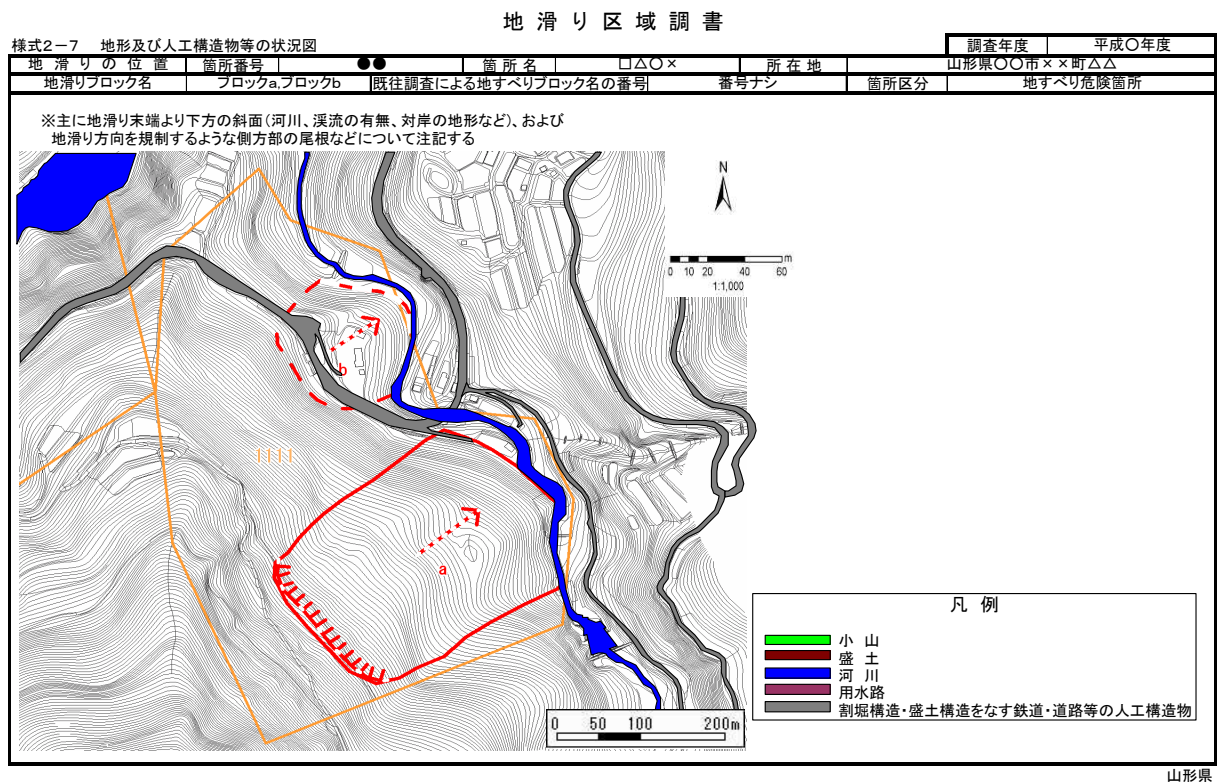 地滑り区域調書
様式2－7　地形及び人工構造物等の状況図
調査年度　平成〇年度
地滑りの位置　箇所番号　●●　箇所名　□△〇×　所在地　山形県〇〇市××町△△
地滑りブロック名　ブロックa,ブロックb　既往調査による地すべりブロック名の番号　番号ナシ　箇所区分　地すべり危険箇所
※主に地滑り末端より下方の斜面(河川、渓流の有無、対岸の地形など)、および
地滑り方向を規制するような側方部の尾根などについて注記する
N
m
0 10 20 40 60
1:1,000
b
a
凡例
小山
盛土
河川
用水路
割堀構造・盛土構造をなす鉄道・道路等の人工構造物
0 50 100 200m
山形県